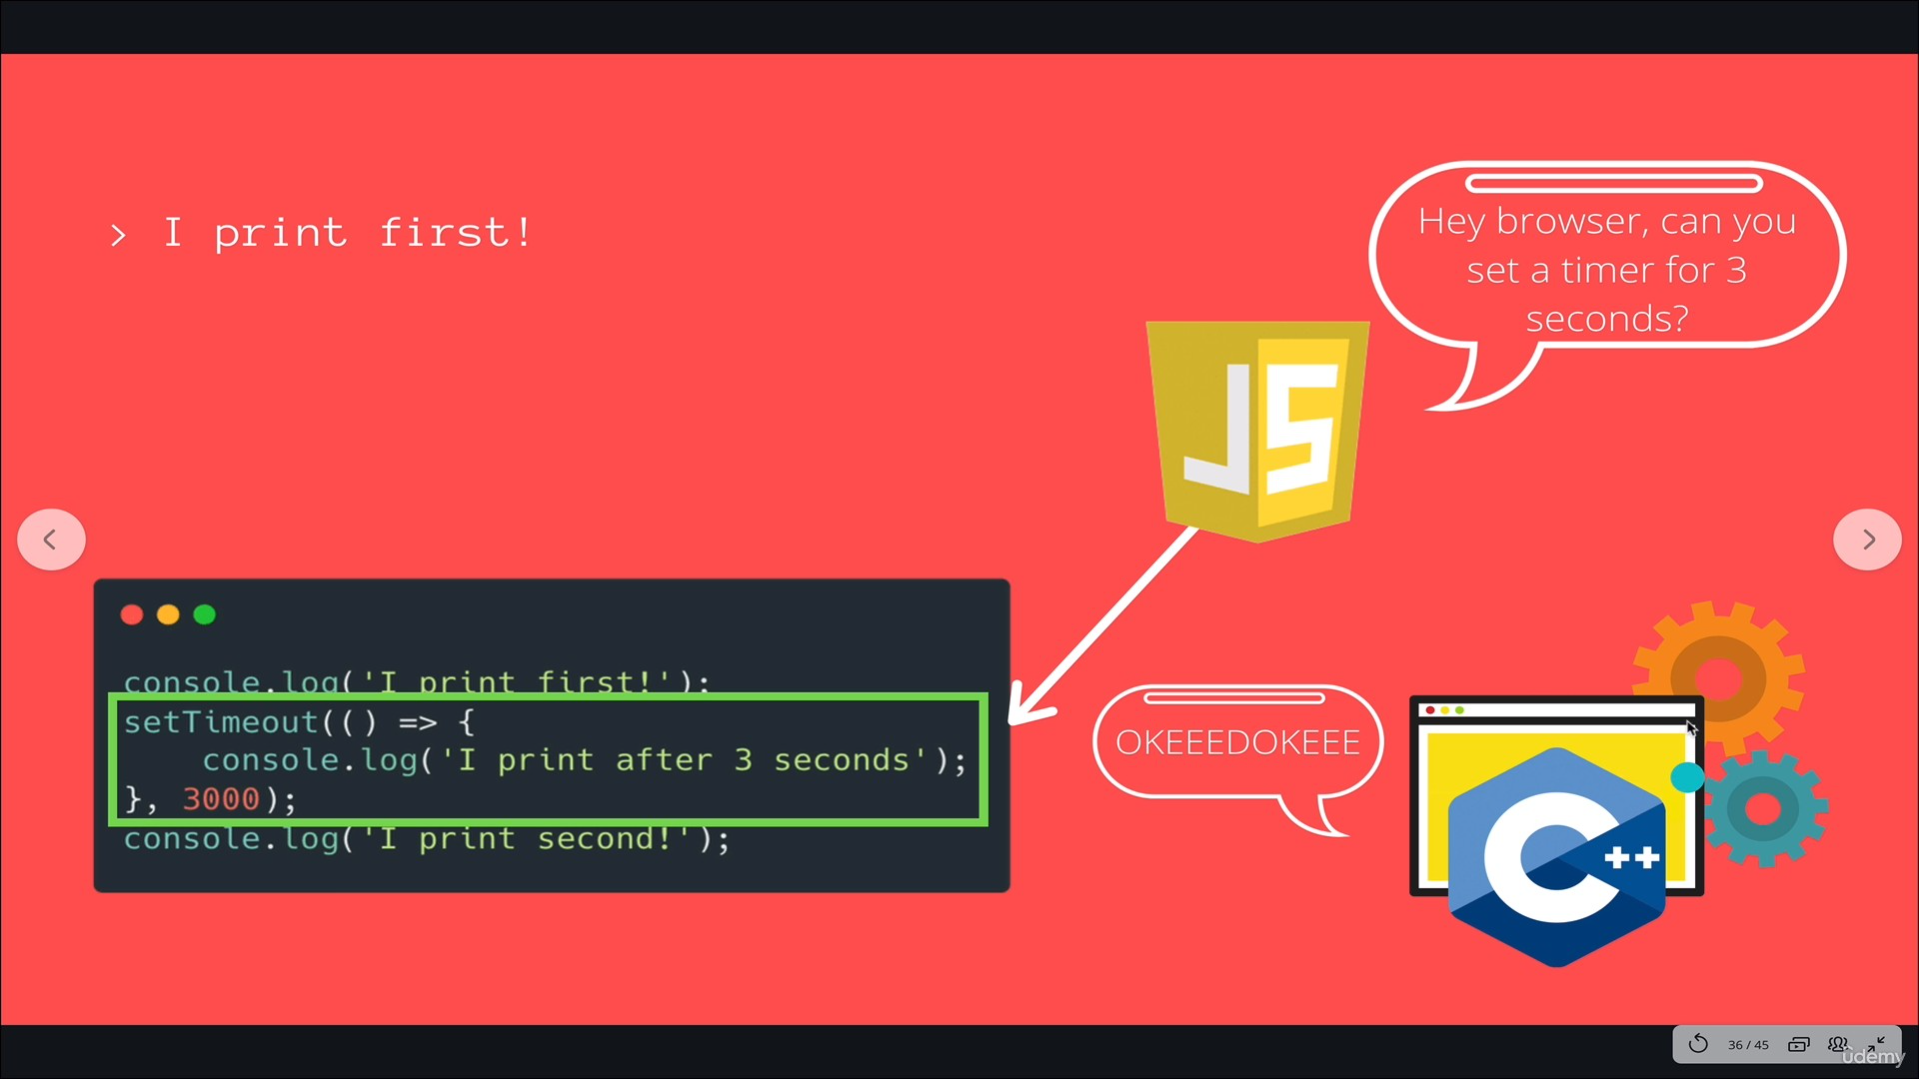 > I print first!
Hey browser, can you
set a timer for 3
seconds?
JS
console.log('I print first!');
setTimeout(() => {
    console.log('I print after 3 seconds');
}, 3000);
console.log('I print second!');
OKEEEDOKEEE
C++
36 / 45
ûdemy